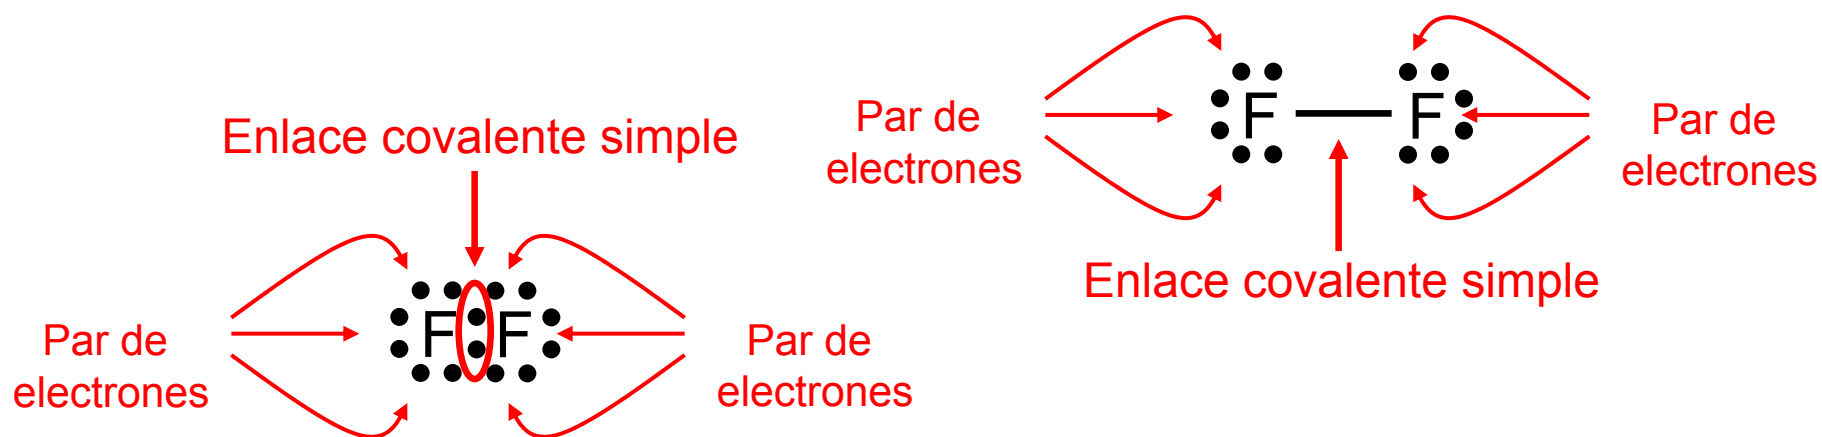 Enlace covalente simple
Par de
electrones
F F
Par de
electrones
Par de
electrones
F — F
Par de
electrones
Enlace covalente simple